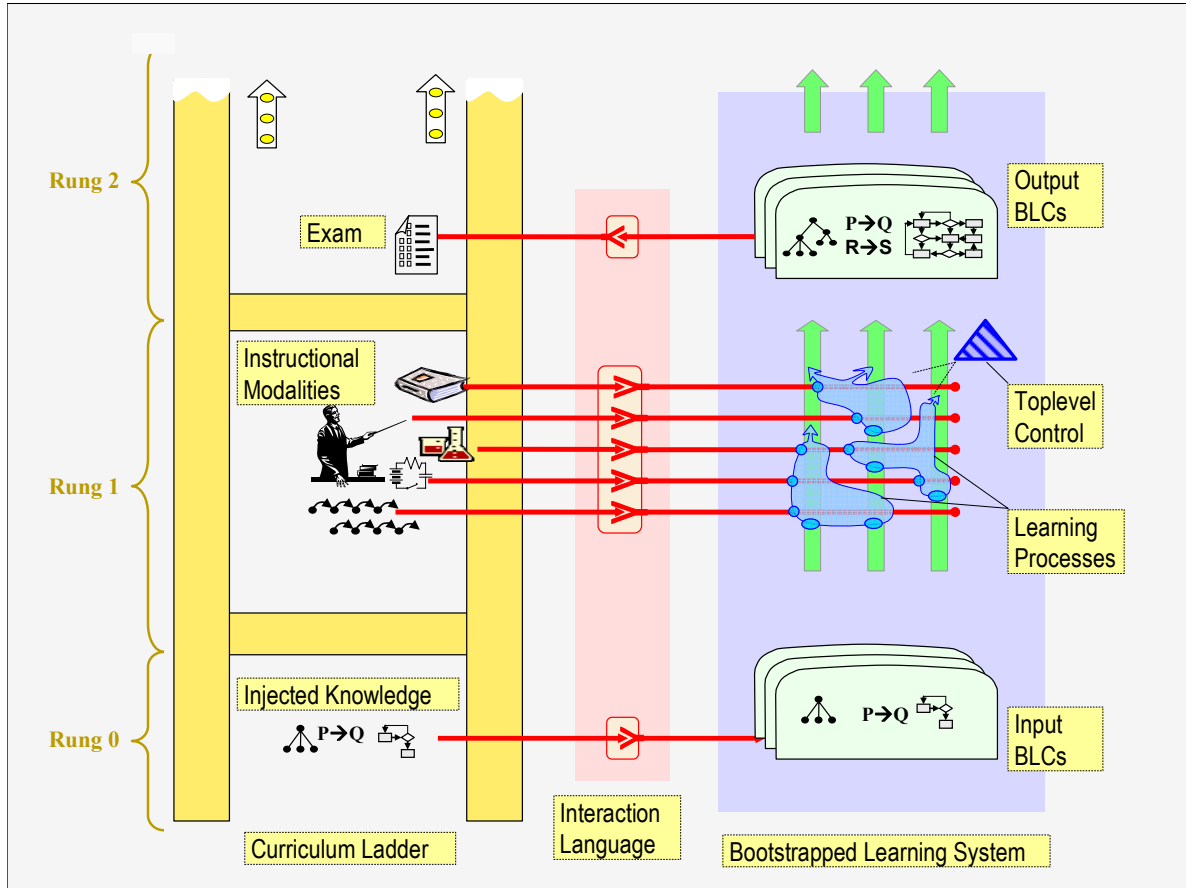 Rung 2
Exam
P→Q
R→S
Output
BLCs
Instructional
Modalities
Toplevel
Control
Rung 1
Learning
Processes
Injected Knowledge
P→Q
P→Q
Rung 0
Input
BLCs
Interaction
Language
Curriculum Ladder
Bootstrapped Learning System